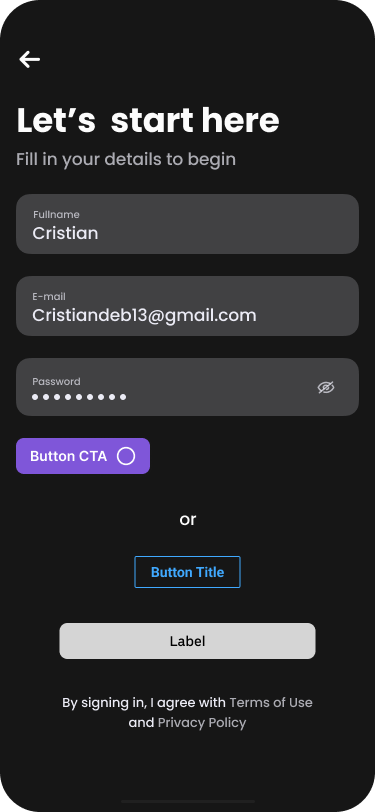 Let’s  start here
Fill in your details to begin
Fullname
Cristian
E-mail
Cristiandeb13@gmail.com
Password
Button CTA
or
Button Title
Label
By signing in, I agree with Terms of Use
and Privacy Policy